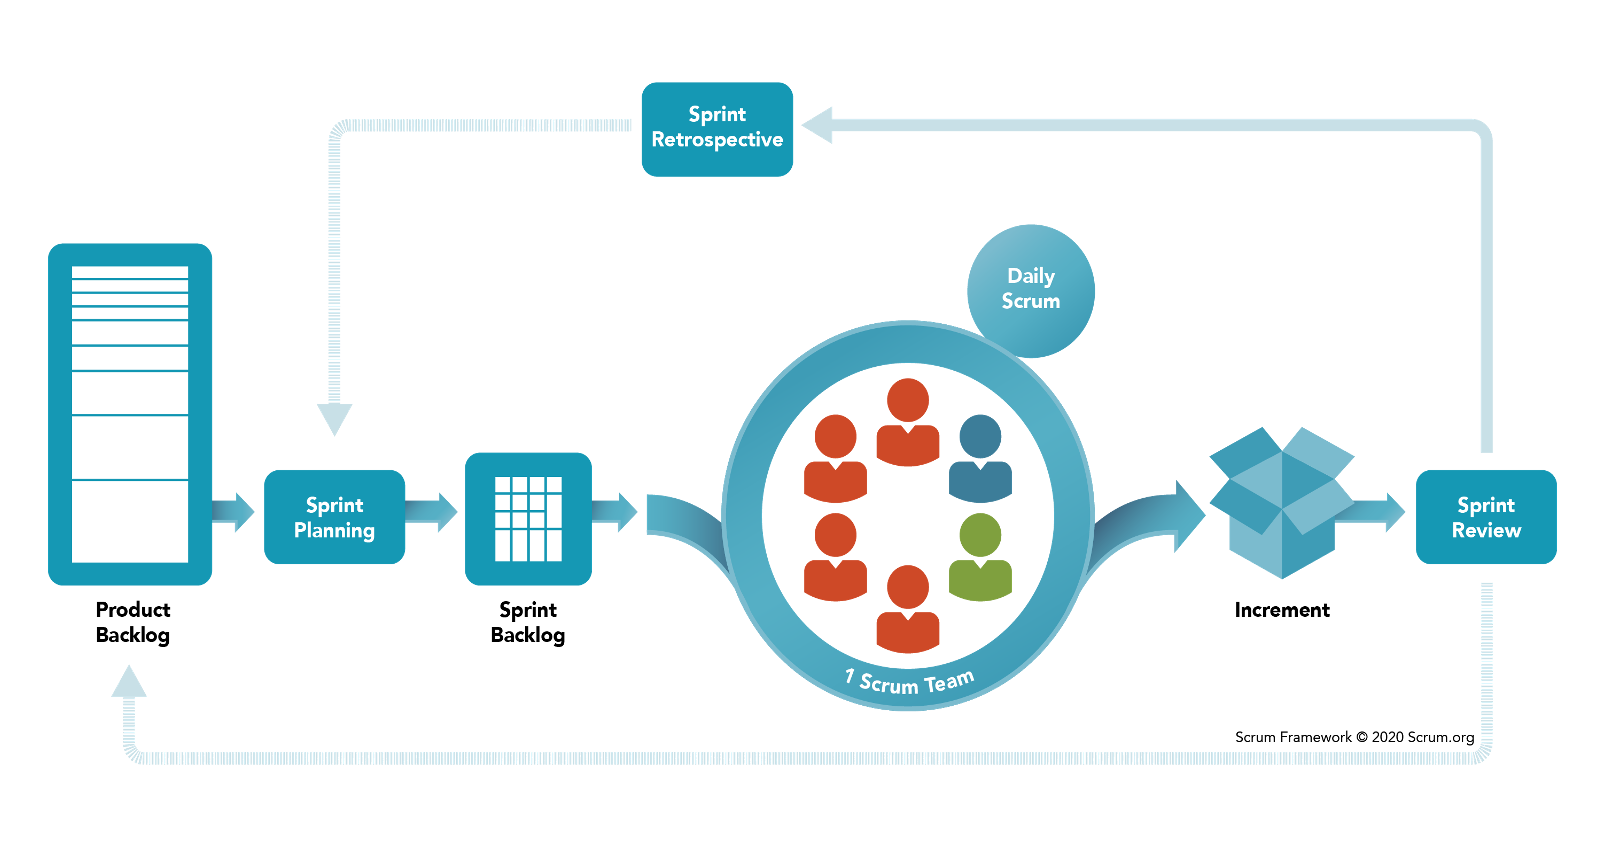 Sprint
Retrospective
Daily
Scrum
Sprint
Planning
Sprint
Review
Product
Backlog
Sprint
Backlog
1 Scrum Team
Increment
Scrum Framework © 2020 Scrum.org